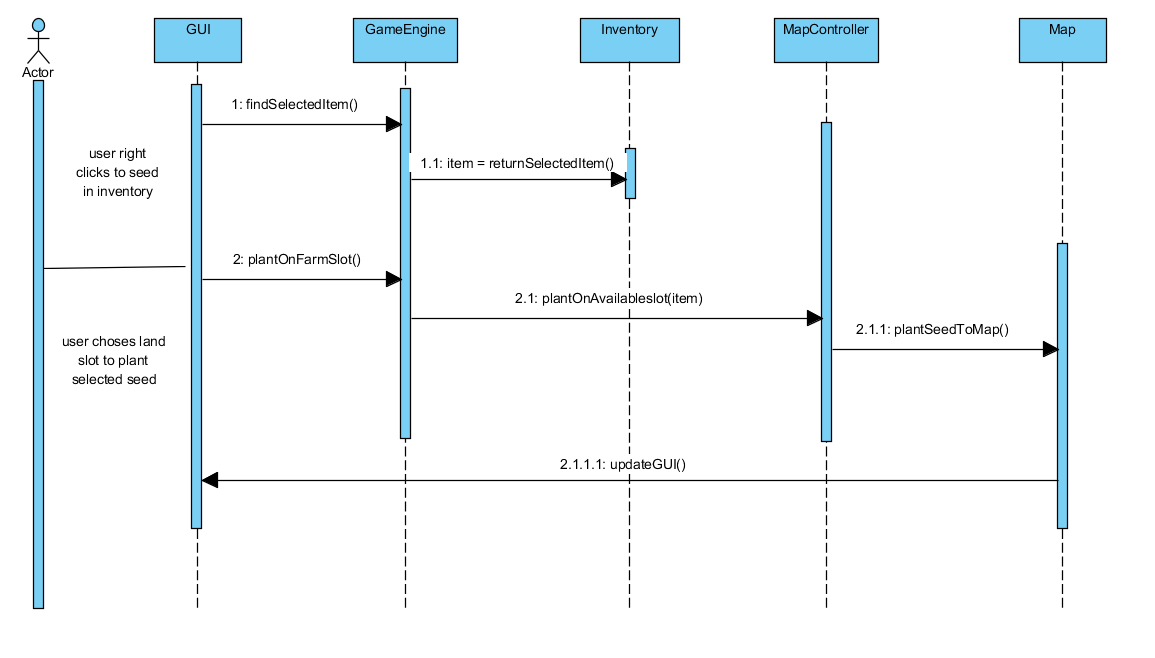 GUI
GameEngine
Inventory
MapController
Map
Actor
1: findSelectedItem()
user right
clicks to seed
in inventory
1.1: item = returnSelectedItem()
2: plantOnFarmSlot()
2.1: plantOnAvailableslot(item)
2.1.1: plantSeedToMap()
user choses land
slot to plant
selected seed
2.1.1.1: updateGUI()